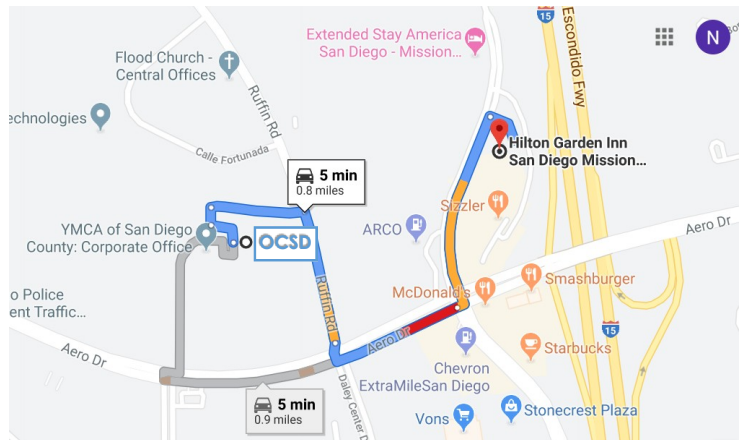 15
Escondido Fwy
N
Extended Stay America
San Diego - Mission...
Flood Church -
Central Offices
echnologies
Ruffin Rd
Calle Fortunada
5 min
0.8 miles
Hilton Garden Inn
San Diego Mission...
Sizzler
YMCA of San Diego
County: Corporate Office
OCSD
ARCO
Aero Dr
Smashburger
McDonald's
o Police
ent Traffic...
Ruffin Rd
Aero Dr
15
Starbucks
Aero Dr
Chevron
ExtraMileSan Diego
5 min
0.9 miles
Daley Center D
Vons
Stonecrest Plaza